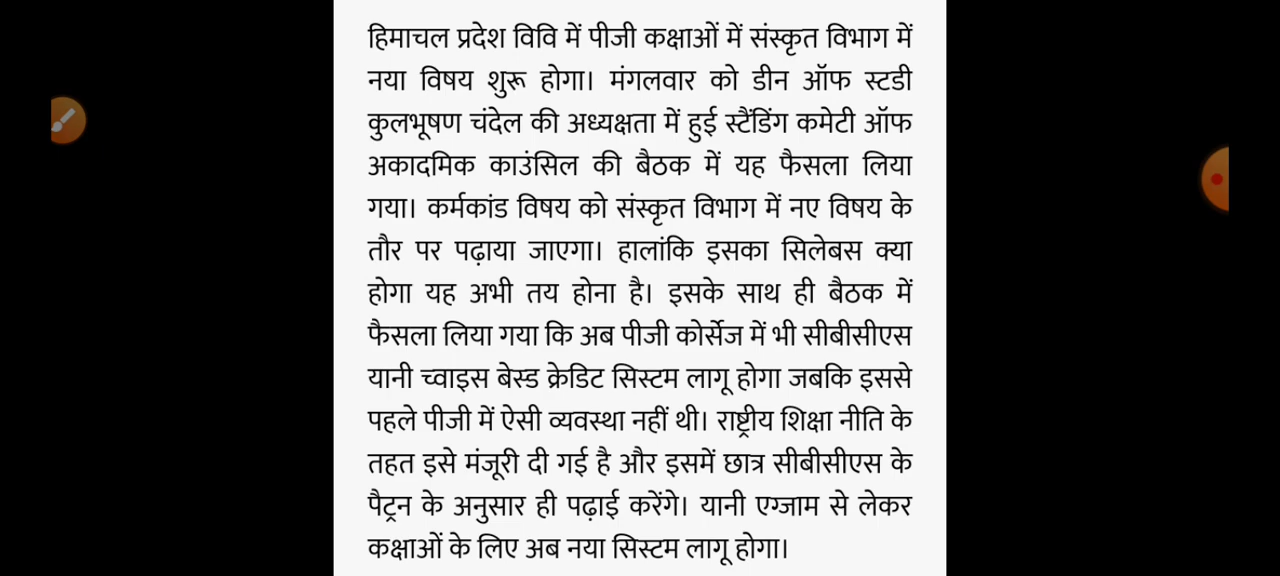 हिमाचल प्रदेश विवि में पीजी कक्षाओं में संस्कृत विभाग में
नया विषय शुरू होगा। मंगलवार को डीन ऑफ स्टडी
कुलभूषण चंदेल की अध्यक्षता में हुई स्टैंडिंग कमेटी ऑफ
अकादमिक काउंसिल की बैठक में यह फैसला लिया
गया। कर्मकांड विषय को संस्कृत विभाग में नए विषय के
तौर पर पढ़ाया जाएगा। हालांकि इसका सिलेबस क्या
होगा यह अभी तय होना है। इसके साथ ही बैठक में
फैसला लिया गया कि अब पीजी कोर्सेज में भी सीबीसीएस
यानी च्वाइस बेस्ड क्रेडिट सिस्टम लागू होगा जबकि इससे
पहले पीजी में ऐसी व्यवस्था नहीं थी। राष्ट्रीय शिक्षा नीति के
तहत इसे मंजूरी दी गई है और इसमें छात्र सीबीसीएस के
पैट्रन के अनुसार ही पढ़ाई करेंगे। यानी एग्जाम से लेकर
कक्षाओं के लिए अब नया सिस्टम लागू होगा।